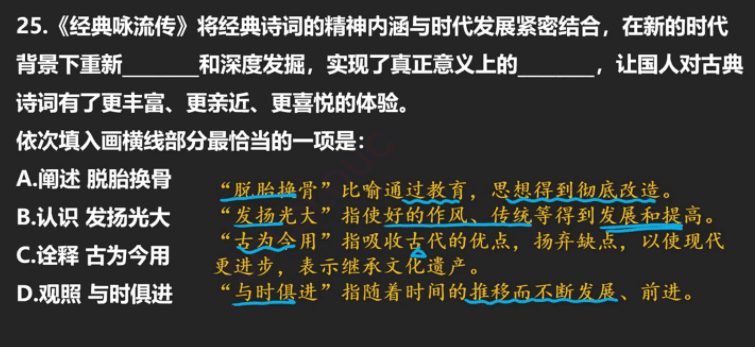 25.《经典咏流传》将经典诗词的精神内涵与时代发展紧密结合，在新的时代
背景下重新________和深度发掘，实现了真正意义上的________，让国人对古典
诗词有了更丰富、更亲近、更喜悦的体验。
依次填入画横线部分最恰当的一项是：
A.阐述 脱胎换骨
“脱胎换骨”比喻通过教育，思想得到彻底改造。
B.认识 发扬光大
“发扬光大”指使好的作风、传统等得到发展和提高。
C.诠释 古为今用
“古为今用”指吸收古代的优点，扬弃缺点，以使现代
更进步，表示继承文化遗产。
D.观照 与时俱进
“与时俱进”指随着时间的推移而不断发展、前进。